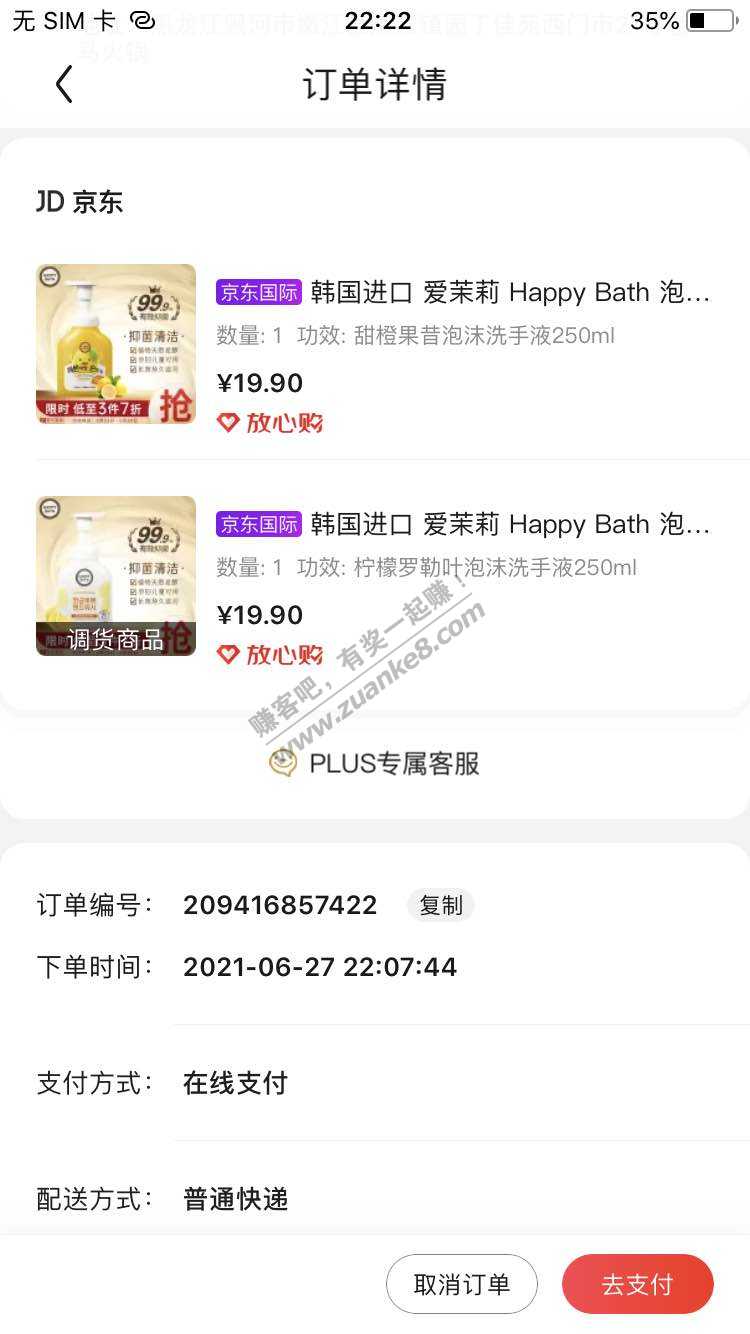 无 SIM 卡 22:22 35%
马火锅
订单详情
JD 京东
99.9%
抑菌清洁
限时 低至3件7折 抢
京东国际 韩国进口 爱茉莉 Happy Bath 泡...
数量: 1 功效: 甜橙果昔泡沫洗手液250ml
¥19.90
放心购
99.9%
抑菌清洁
调货商品
抢
京东国际 韩国进口 爱茉莉 Happy Bath 泡...
数量: 1 功效: 柠檬罗勒叶泡沫洗手液250ml
¥19.90
放心购
赚客吧，有奖一起赚！
www.zuanke8.com
PLUS专属客服
订单编号: 209416857422 复制
下单时间: 2021-06-27 22:07:44
支付方式: 在线支付
配送方式: 普通快递
取消订单 去支付